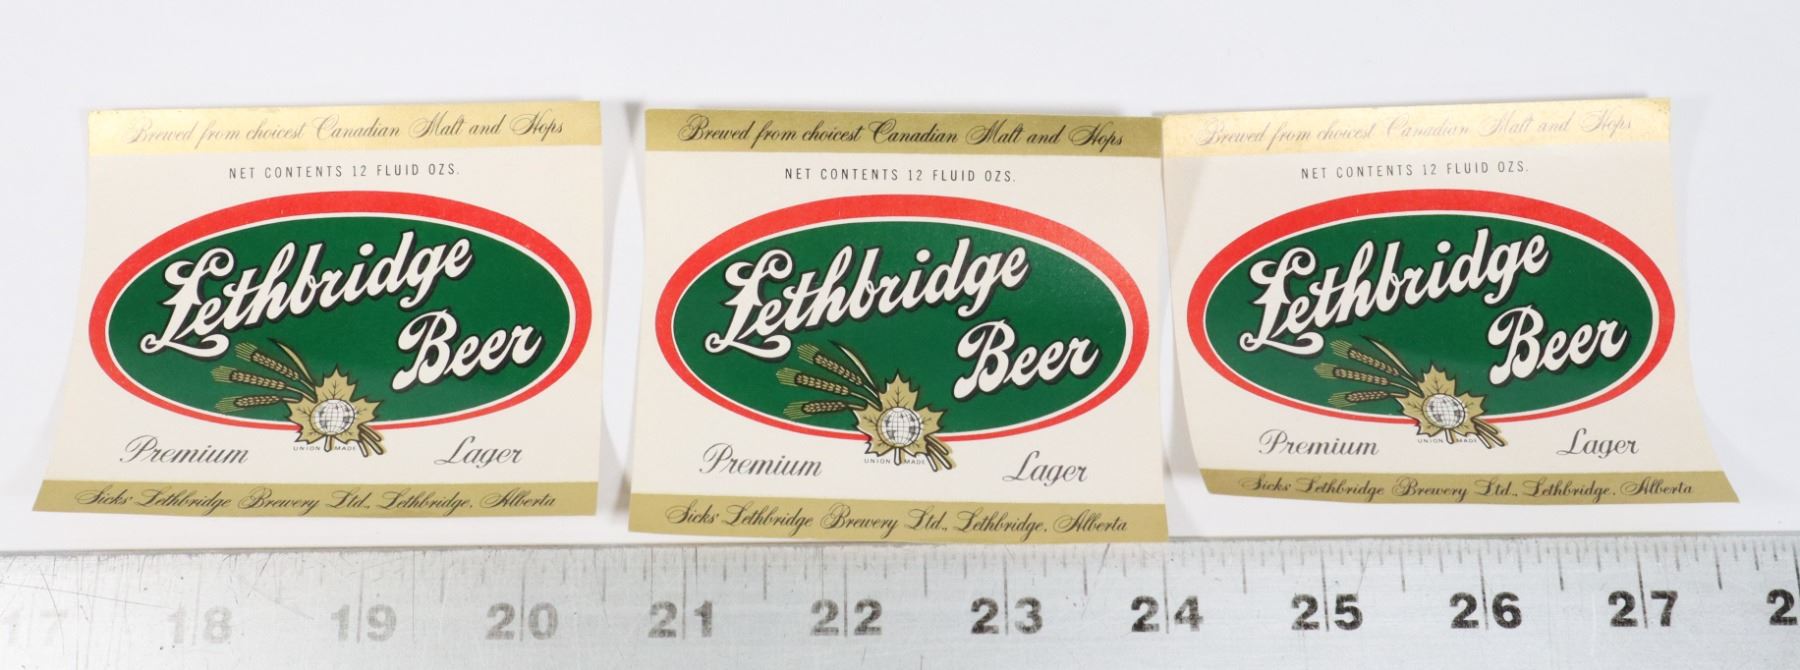 Brewed from choicest Canadian Malt and Hops
NET CONTENTS 12 FLUID OZS.
Lethbridge
Beer
UNION MADE
Premium Lager
Sicks' Lethbridge Brewery Ltd., Lethbridge, Alberta
Brewed from choicest Canadian Malt and Hops
NET CONTENTS 12 FLUID OZS.
Lethbridge
Beer
UNION MADE
Premium Lager
Sicks' Lethbridge Brewery Ltd., Lethbridge, Alberta
Brewed from choicest Canadian Malt and Hops
NET CONTENTS 12 FLUID OZS.
Lethbridge
Beer
UNION MADE
Premium Lager
Sicks' Lethbridge Brewery Ltd., Lethbridge, Alberta
17 18 19 20 21 22 23 24 25 26 27 2